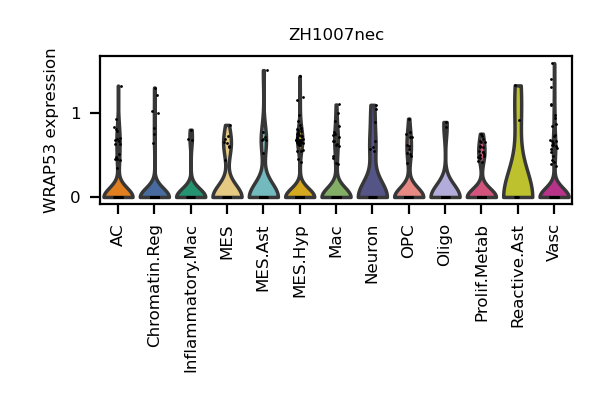 ZH1007nec
WRAP53 expression
1
0
AC
Chromatin.Reg
Inflammatory.Mac
MES
MES.Ast
MES.Hyp
Mac
Neuron
OPC
Oligo
Prolif.Metab
Reactive.Ast
Vasc